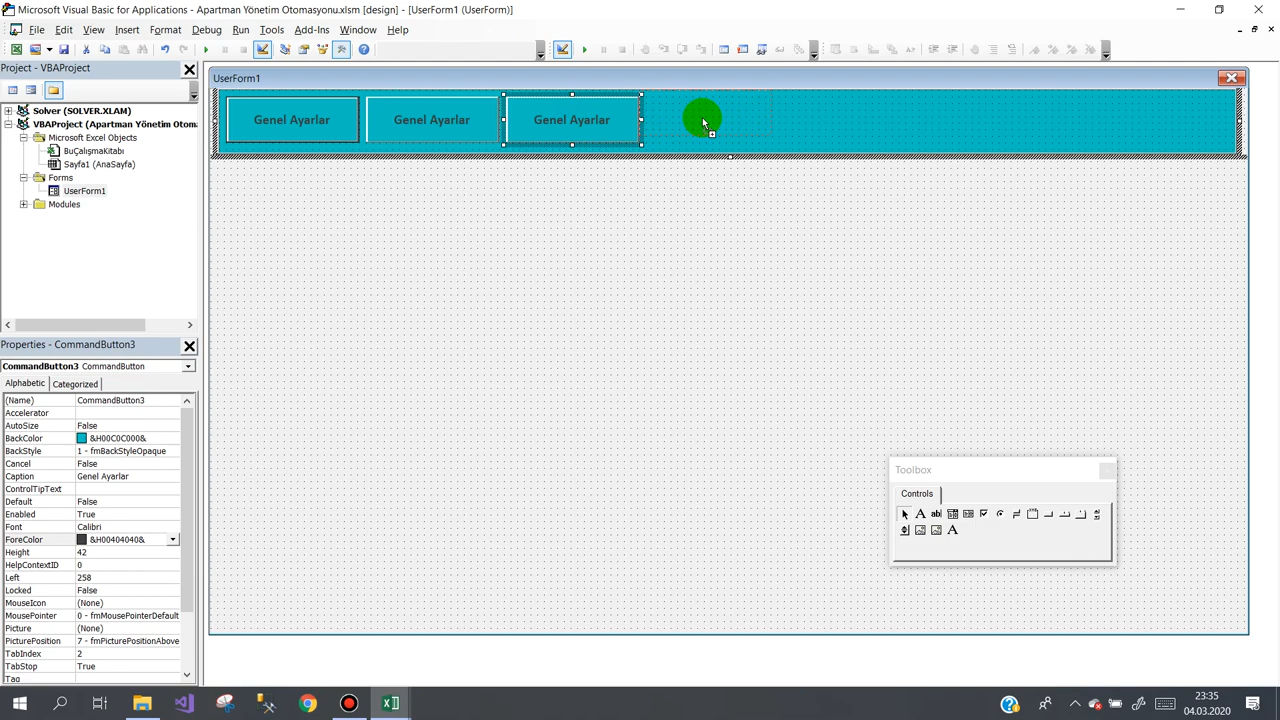 Microsoft Visual Basic for Applications - Apartman Yönetim Otomasyonu.xlsm [design] - [UserForm1 (UserForm)]
File Edit View Insert Format Debug Run Tools Add-Ins Window Help
Project - VBAProject
Solver (SOLVER.XLAM)
VBAProject (Apartman Yönetim Otom
Microsoft Excel Objects
BuÇalışmaKitabı
Sayfa1 (AnaSayfa)
Forms
UserForm1
Modules
UserForm1
Genel Ayarlar Genel Ayarlar Genel Ayarlar
Properties - CommandButton3
CommandButton3 CommandButton
Alphabetic Categorized
(Name) CommandButton3
Accelerator
AutoSize False
BackColor &H00C0C000&
BackStyle 1 - fmBackStyleOpaque
Cancel False
Caption Genel Ayarlar
ControlTipText
Default False
Enabled True
Font Calibri
ForeColor &H00404040&
Height 42
HelpContextID 0
Left 258
Locked False
MouseIcon (None)
MousePointer 0 - fmMousePointerDefault
Picture (None)
PicturePosition 7 - fmPicturePositionAbove
TabIndex 2
TabStop True
Tag
Toolbox
Controls
23:35
04.03.2020